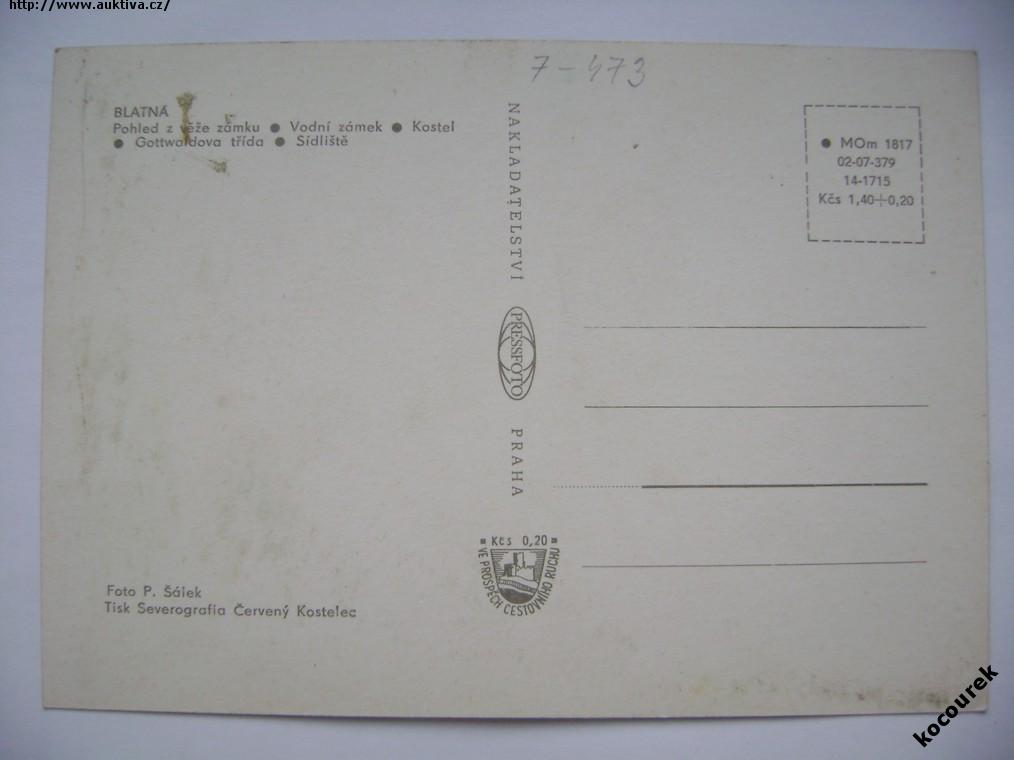 http://www.auktiva.cz/
7-473
BLATNÁ
Pohled z věže zámku ● Vodní zámek ● Kostel
● Gottwaldova třída ● Sídliště
NAKLADATELSTVÍ
PRESSFOTO
PRAHA
● MOm 1817
02-07-379
14-1715
Kčs 1,40+0,20
▪ Kčs 0,20 ▪
VE PROSPĚCH CESTOVNÍHO RUCHU
Foto P. Šálek
Tisk Severografia Červený Kostelec
kocourek